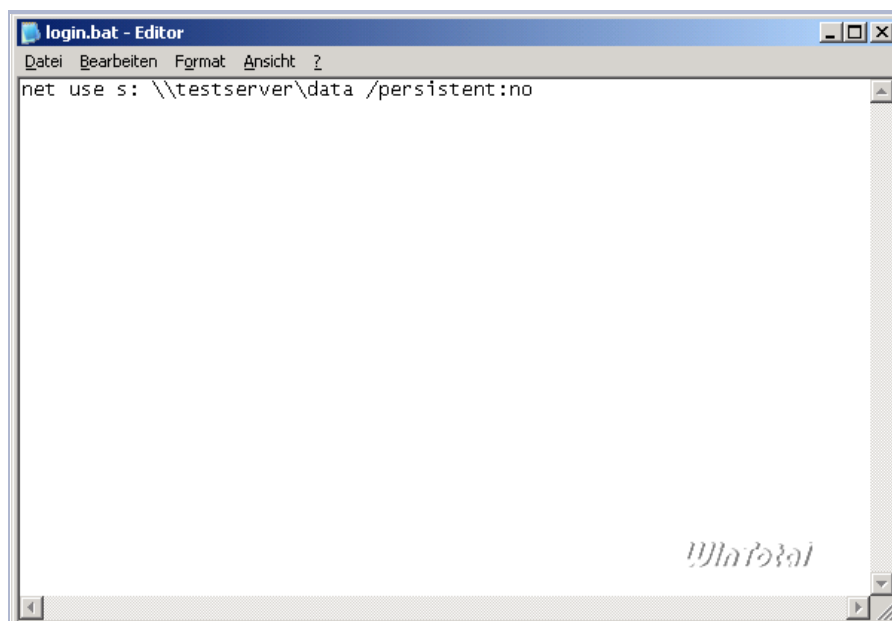 login.bat - Editor
Datei Bearbeiten Format Ansicht ?
net use s: \\testserver\data /persistent:no
WinTotal